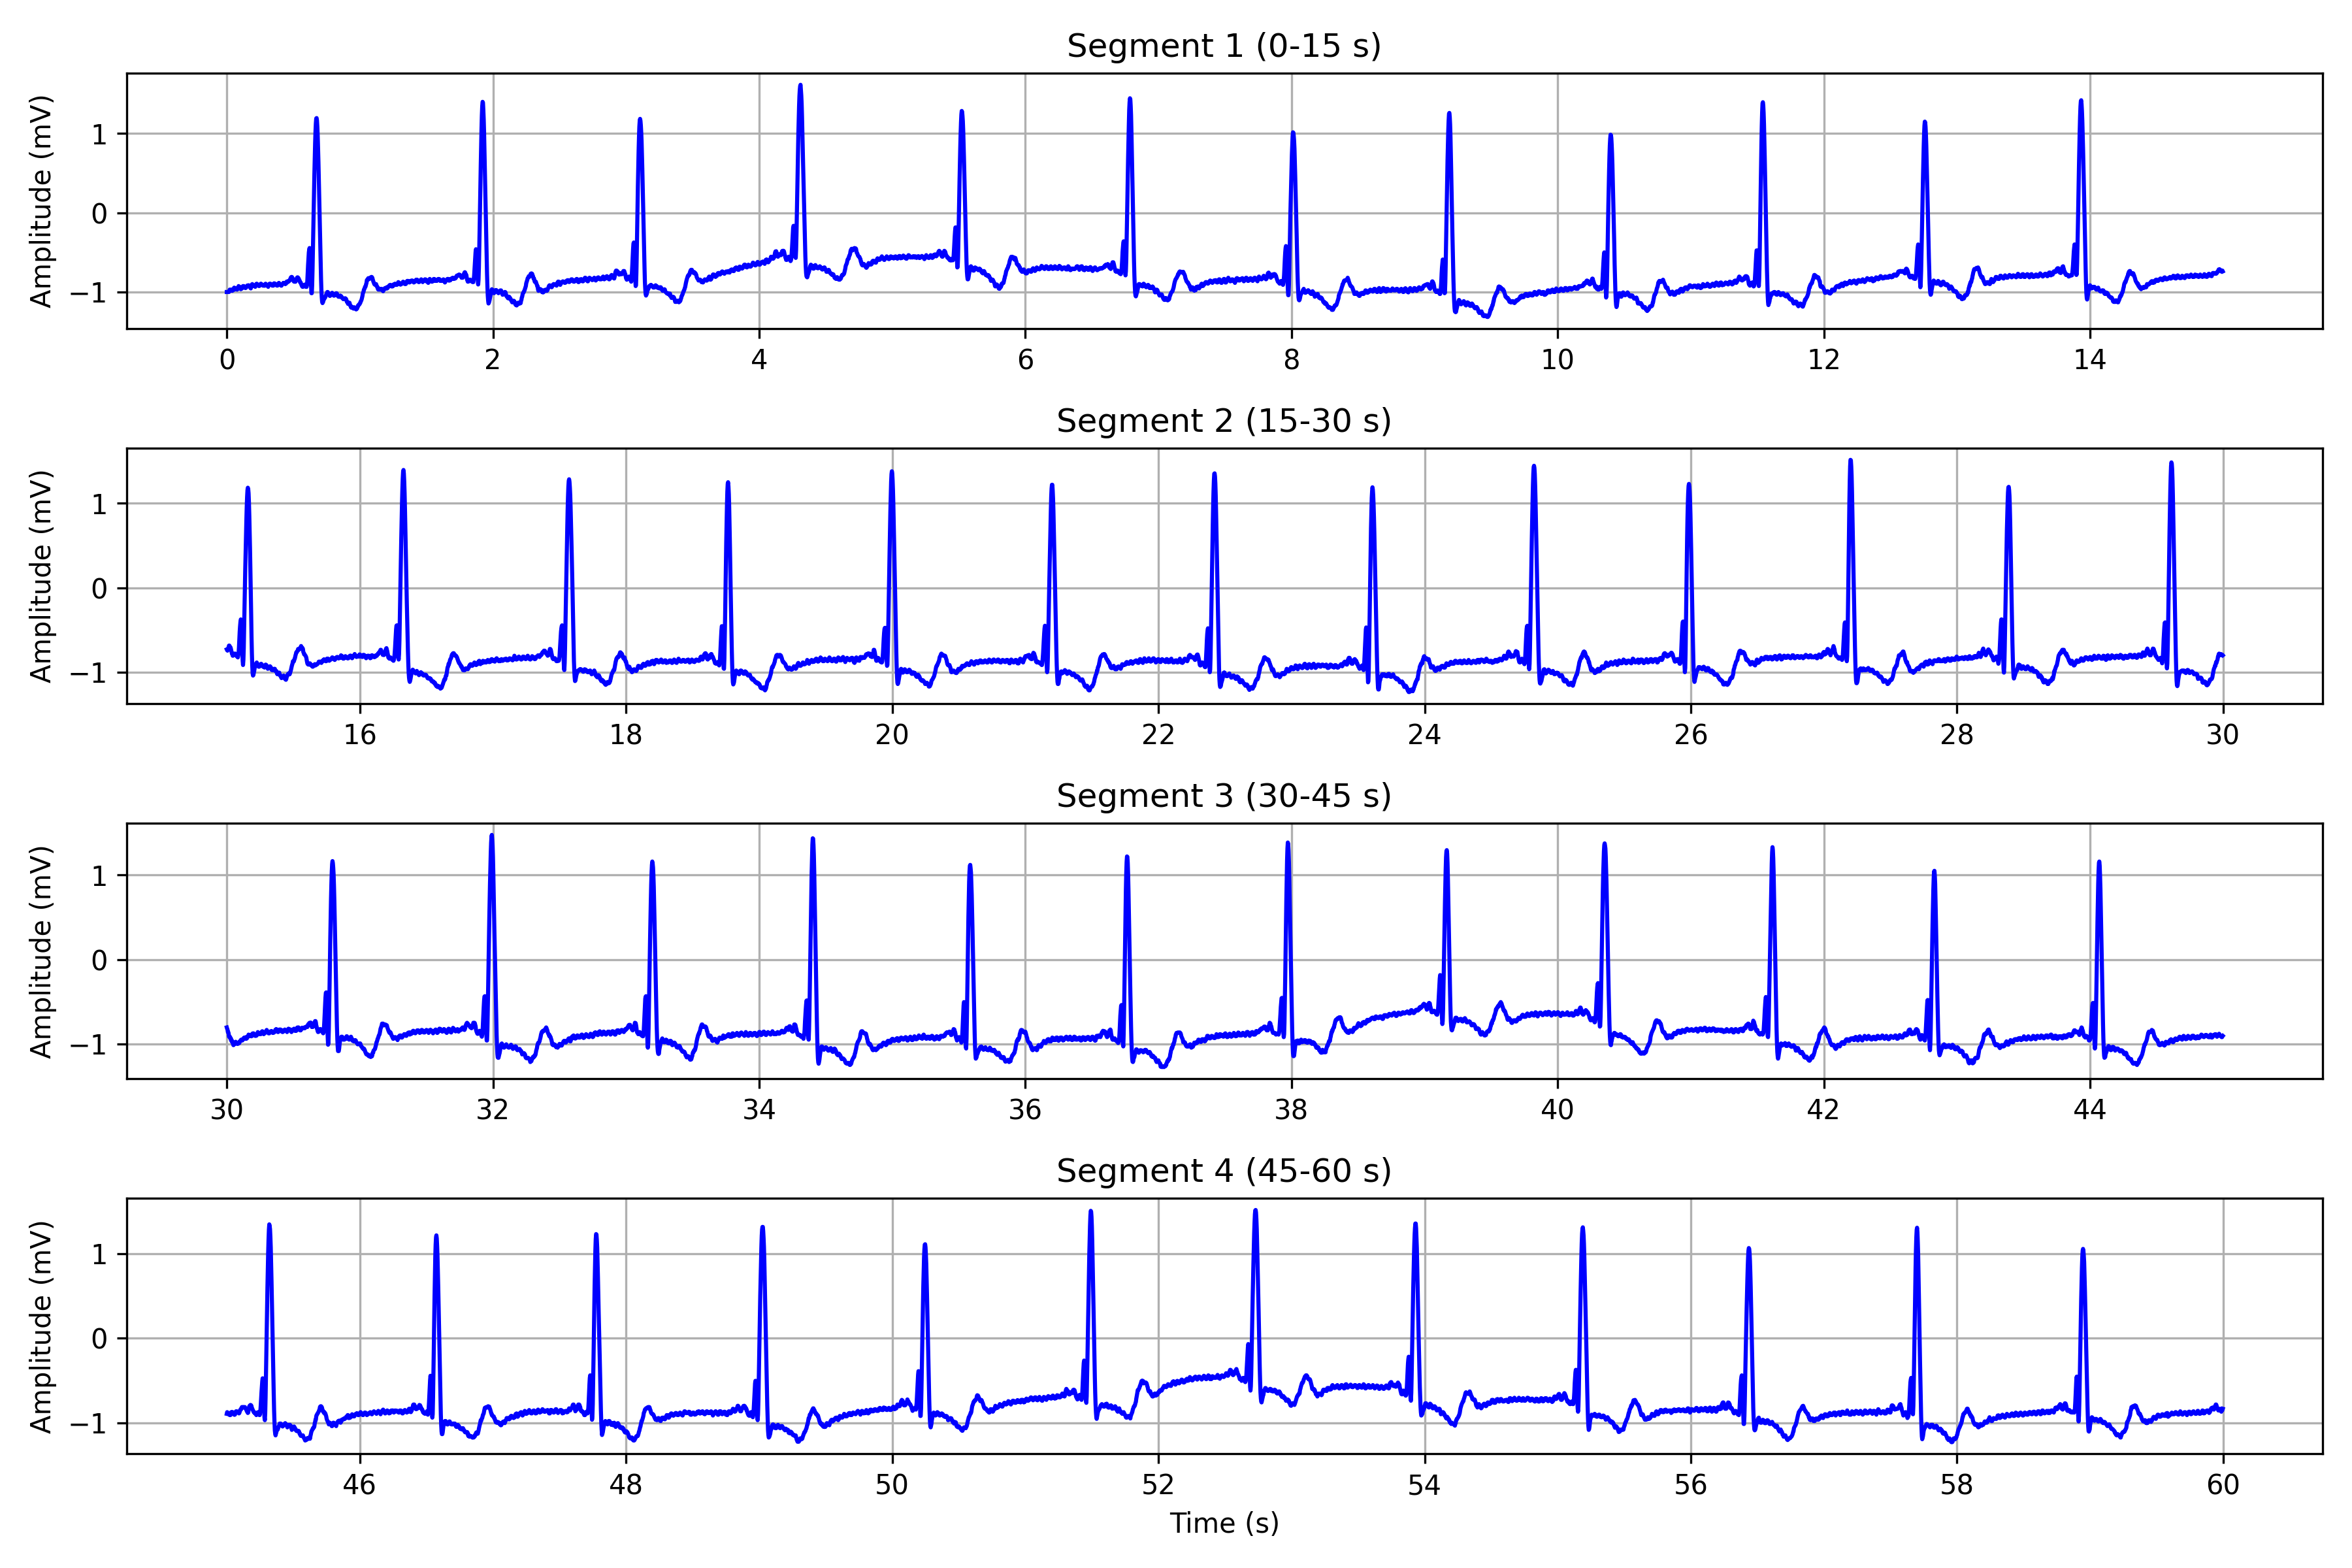 Segment 1 (0-15 s)
Amplitude (mV)
1
0
−1
0 2 4 6 8 10 12 14
Segment 2 (15-30 s)
Amplitude (mV)
1
0
−1
16 18 20 22 24 26 28 30
Segment 3 (30-45 s)
Amplitude (mV)
1
0
−1
30 32 34 36 38 40 42 44
Segment 4 (45-60 s)
Amplitude (mV)
1
0
−1
46 48 50 52 54 56 58 60
Time (s)